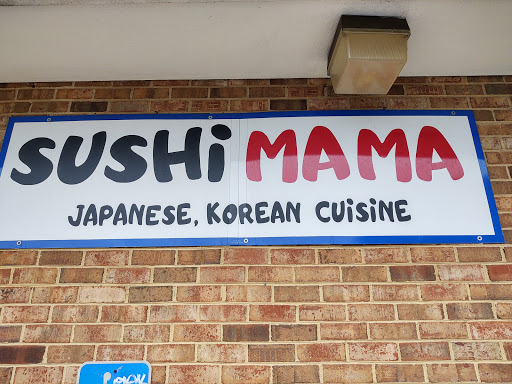 SUSHi MAMA
JAPANESE, KOREAN CUiSiNE